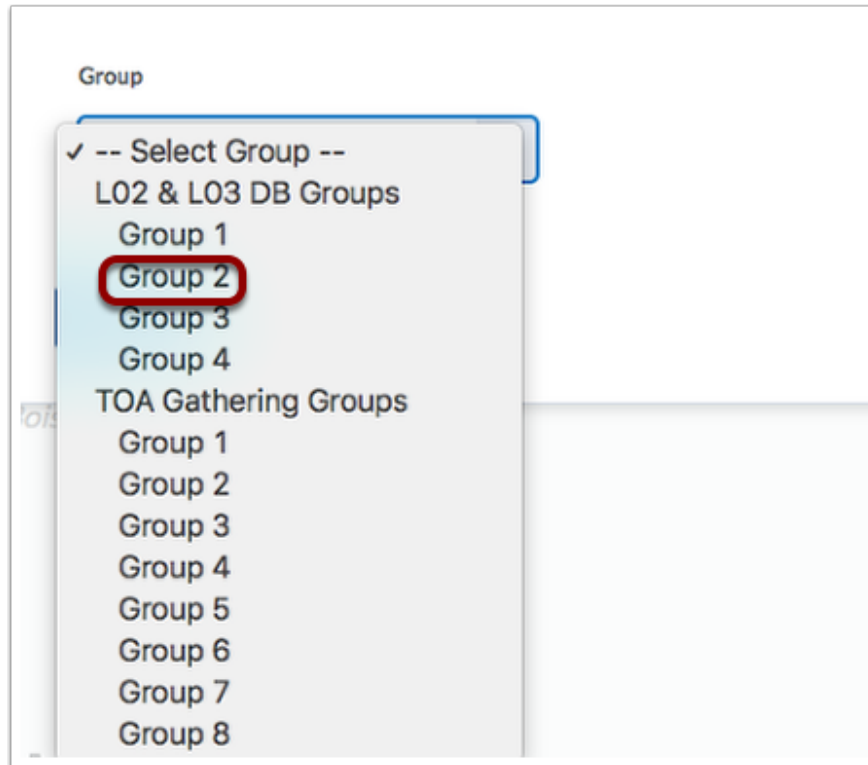 Group
✓ -- Select Group --
L02 & L03 DB Groups
Group 1
Group 2
Group 3
Group 4
TOA Gathering Groups
Group 1
Group 2
Group 3
Group 4
Group 5
Group 6
Group 7
Group 8